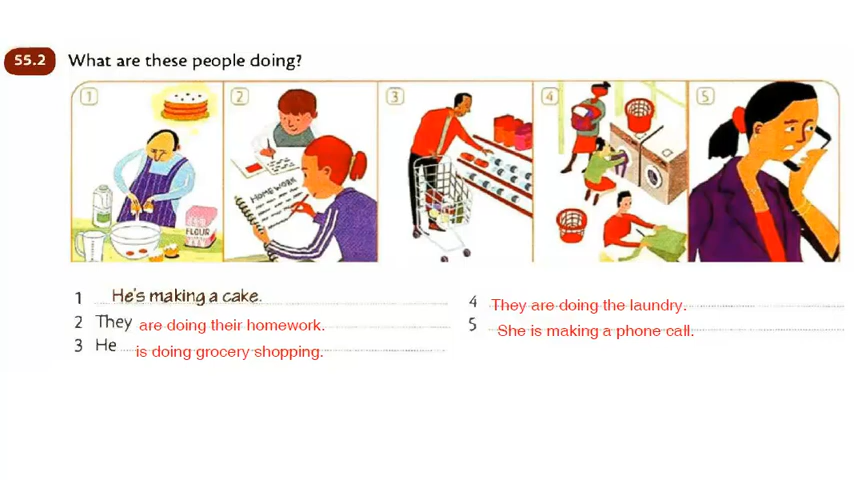 55.2 What are these people doing?
1 2 3 4 5
HOMEWORK
FLOUR
1 He's making a cake.
2 They are doing their homework.
3 He is doing grocery shopping.
4 They are doing the laundry.
5 She is making a phone call.